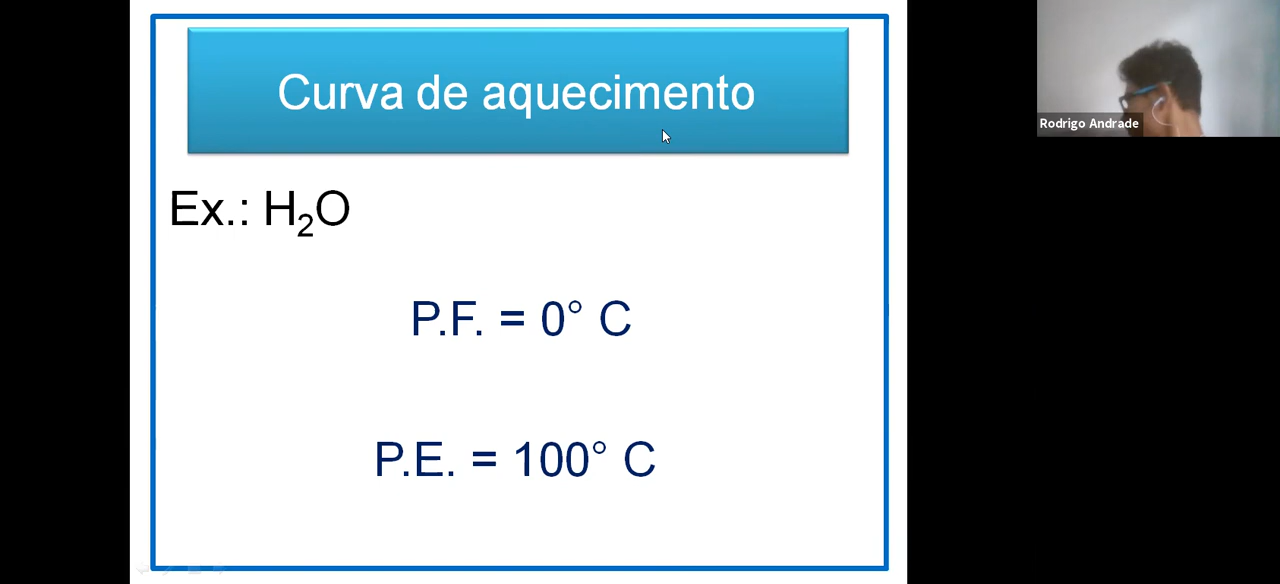 Curva de aquecimento
Rodrigo Andrade
Ex.: H₂O
P.F. = 0° C
P.E. = 100° C